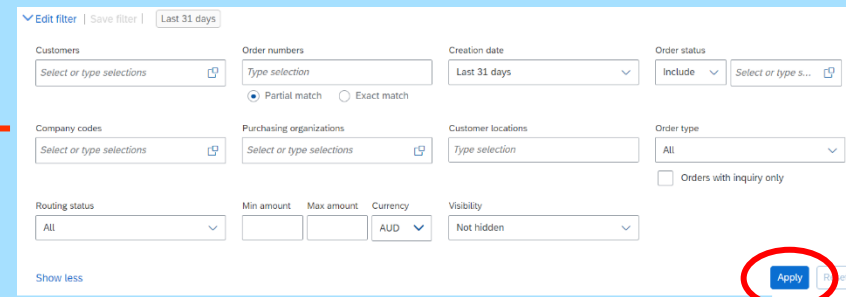 Edit filter | Save filter | Last 31 days
Customers Order numbers Creation date Order status
Select or type selections Type selection Last 31 days Include Select or type s...
Partial match Exact match
Company codes Purchasing organizations Customer locations Order type
Select or type selections Select or type selections Type selection All
Orders with inquiry only
Routing status Min amount Max amount Currency Visibility
All AUD Not hidden
Show less Apply